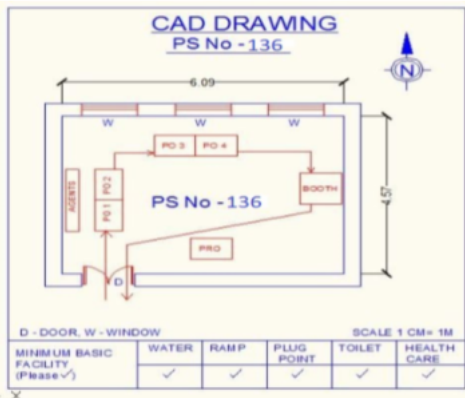 CAD DRAWING
PS No - 136
N
6.09
W W W
PO 3 PO 4
AGENTS
PO 2
PO 1
BOOTH
4.57
PS No - 136
PRO
D
D - DOOR, W - WINDOW SCALE 1 CM= 1M
MINIMUM BASIC FACILITY (Please ✓) WATER RAMP PLUG POINT TOILET HEALTH CARE
✓ ✓ ✓ ✓ ✓